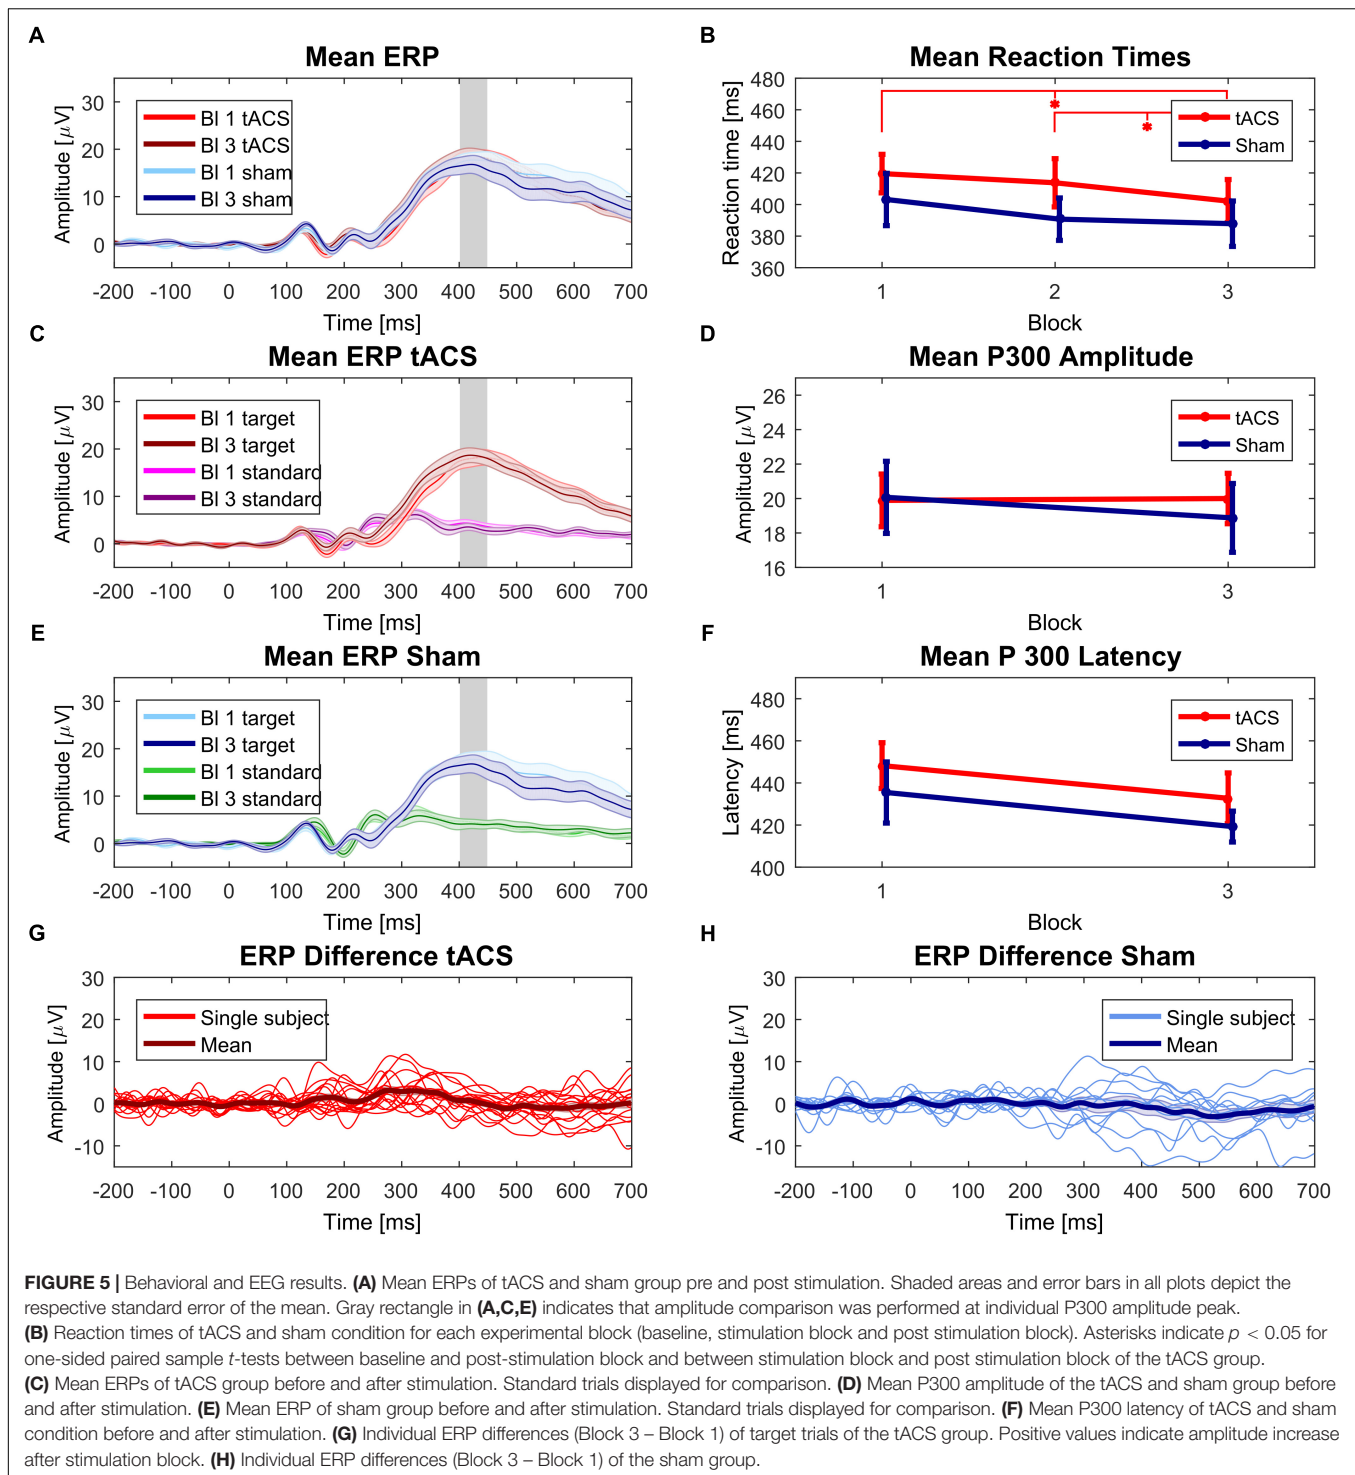 A
Mean ERP
Amplitude [μV]
30
20
10
0
Bl 1 tACS
Bl 3 tACS
Bl 1 sham
Bl 3 sham
-200 -100 0 100 200 300 400 500 600 700
Time [ms]
B
Mean Reaction Times
Reaction time [ms]
480
460
440
420
400
380
360
* *
tACS
Sham
1 2 3
Block
C
Mean ERP tACS
Amplitude [μV]
30
20
10
0
Bl 1 target
Bl 3 target
Bl 1 standard
Bl 3 standard
-200 -100 0 100 200 300 400 500 600 700
Time [ms]
D
Mean P300 Amplitude
Amplitude [μV]
26
24
22
20
18
16
tACS
Sham
1 3
Block
E
Mean ERP Sham
Amplitude [μV]
30
20
10
0
Bl 1 target
Bl 3 target
Bl 1 standard
Bl 3 standard
-200 -100 0 100 200 300 400 500 600 700
Time [ms]
F
Mean P 300 Latency
Latency [ms]
480
460
440
420
400
tACS
Sham
1 3
Block
G
ERP Difference tACS
Amplitude [μV]
30
20
10
0
-10
Single subject
Mean
-200 -100 0 100 200 300 400 500 600 700
Time [ms]
H
ERP Difference Sham
Amplitude [μV]
30
20
10
0
-10
Single subject
Mean
-200 -100 0 100 200 300 400 500 600 700
Time [ms]
FIGURE 5 | Behavioral and EEG results. (A) Mean ERPs of tACS and sham group pre and post stimulation. Shaded areas and error bars in all plots depict the
respective standard error of the mean. Gray rectangle in (A,C,E) indicates that amplitude comparison was performed at individual P300 amplitude peak.
(B) Reaction times of tACS and sham condition for each experimental block (baseline, stimulation block and post stimulation block). Asterisks indicate p < 0.05 for
one-sided paired sample t-tests between baseline and post-stimulation block and between stimulation block and post stimulation block of the tACS group.
(C) Mean ERPs of tACS group before and after stimulation. Standard trials displayed for comparison. (D) Mean P300 amplitude of the tACS and sham group before
and after stimulation. (E) Mean ERP of sham group before and after stimulation. Standard trials displayed for comparison. (F) Mean P300 latency of tACS and sham
condition before and after stimulation. (G) Individual ERP differences (Block 3 – Block 1) of target trials of the tACS group. Positive values indicate amplitude increase
after stimulation block. (H) Individual ERP differences (Block 3 – Block 1) of the sham group.